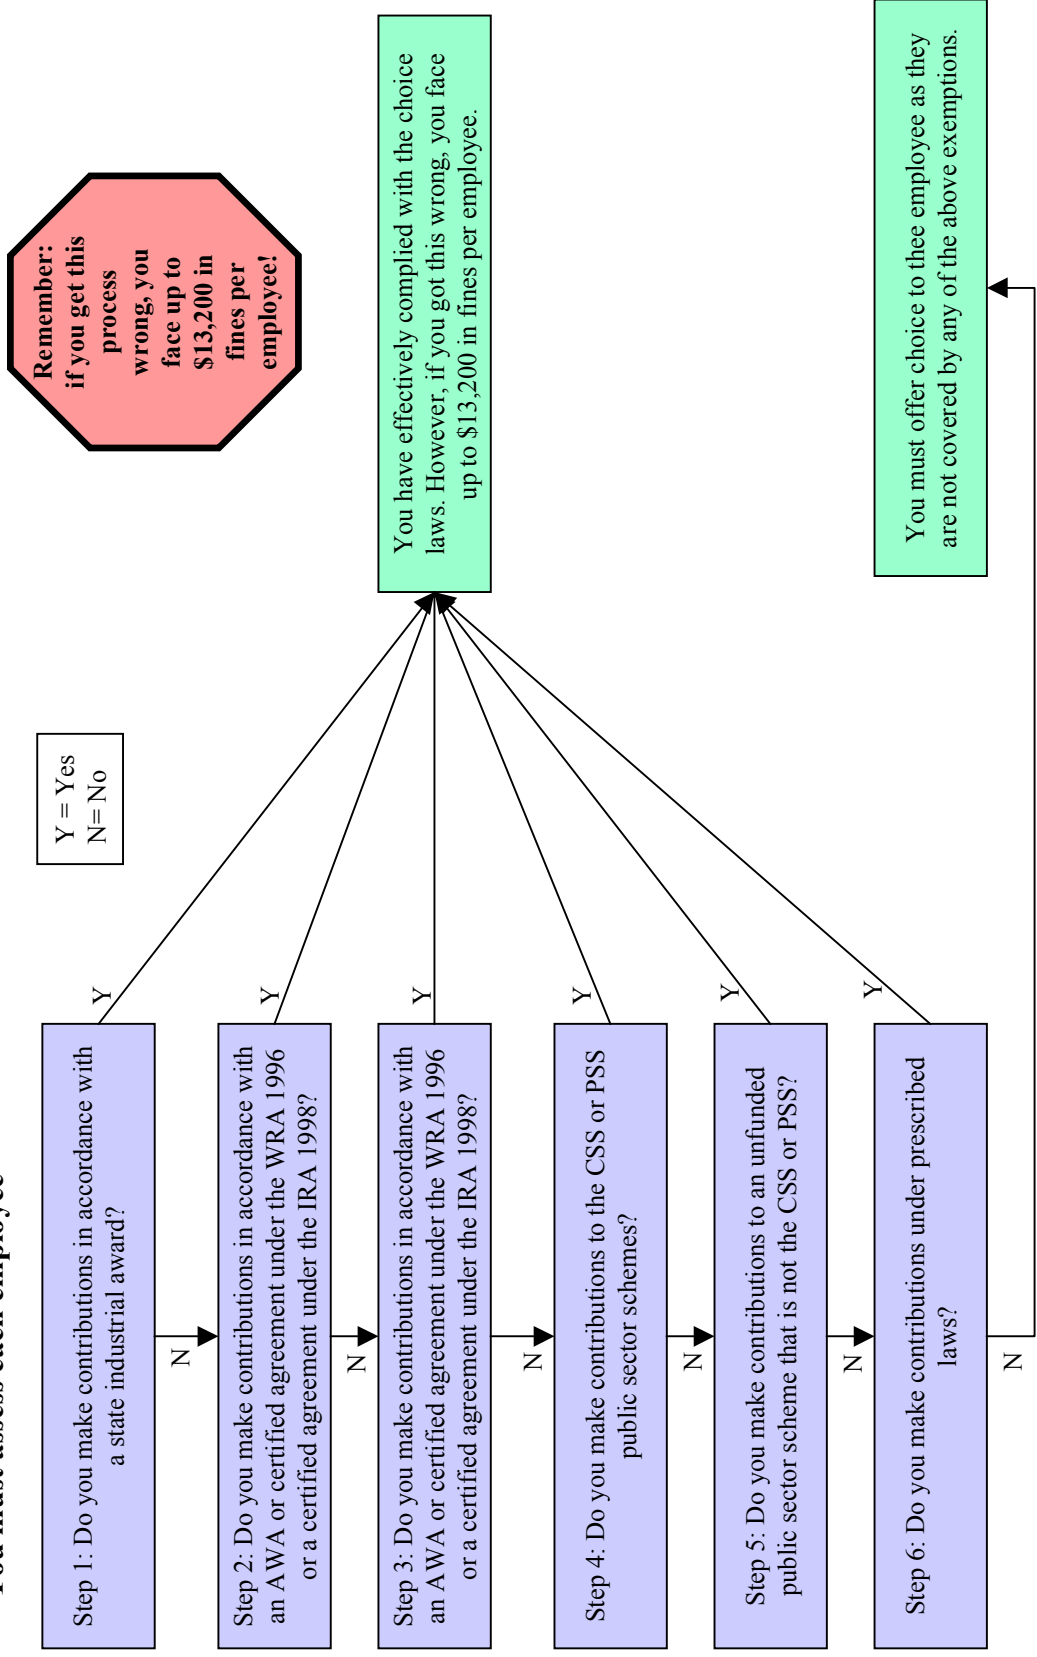 You must assess each employee
Y = Yes
N= No
Remember:
if you get this
process
wrong, you
face up to
$13,200 in
fines per
employee!
Step 1: Do you make contributions in accordance with
a state industrial award?
Y
N
Step 2: Do you make contributions in accordance with
an AWA or certified agreement under the WRA 1996
or a certified agreement under the IRA 1998?
Y
N
Step 3: Do you make contributions in accordance with
an AWA or certified agreement under the WRA 1996
or a certified agreement under the IRA 1998?
Y
You have effectively complied with the choice
laws. However, if you got this wrong, you face
up to $13,200 in fines per employee.
N
Step 4: Do you make contributions to the CSS or PSS
public sector schemes?
Y
N
Step 5: Do you make contributions to an unfunded
public sector scheme that is not the CSS or PSS?
Y
N
Step 6: Do you make contributions under prescribed
laws?
Y
N
You must offer choice to thee employee as they
are not covered by any of the above exemptions.